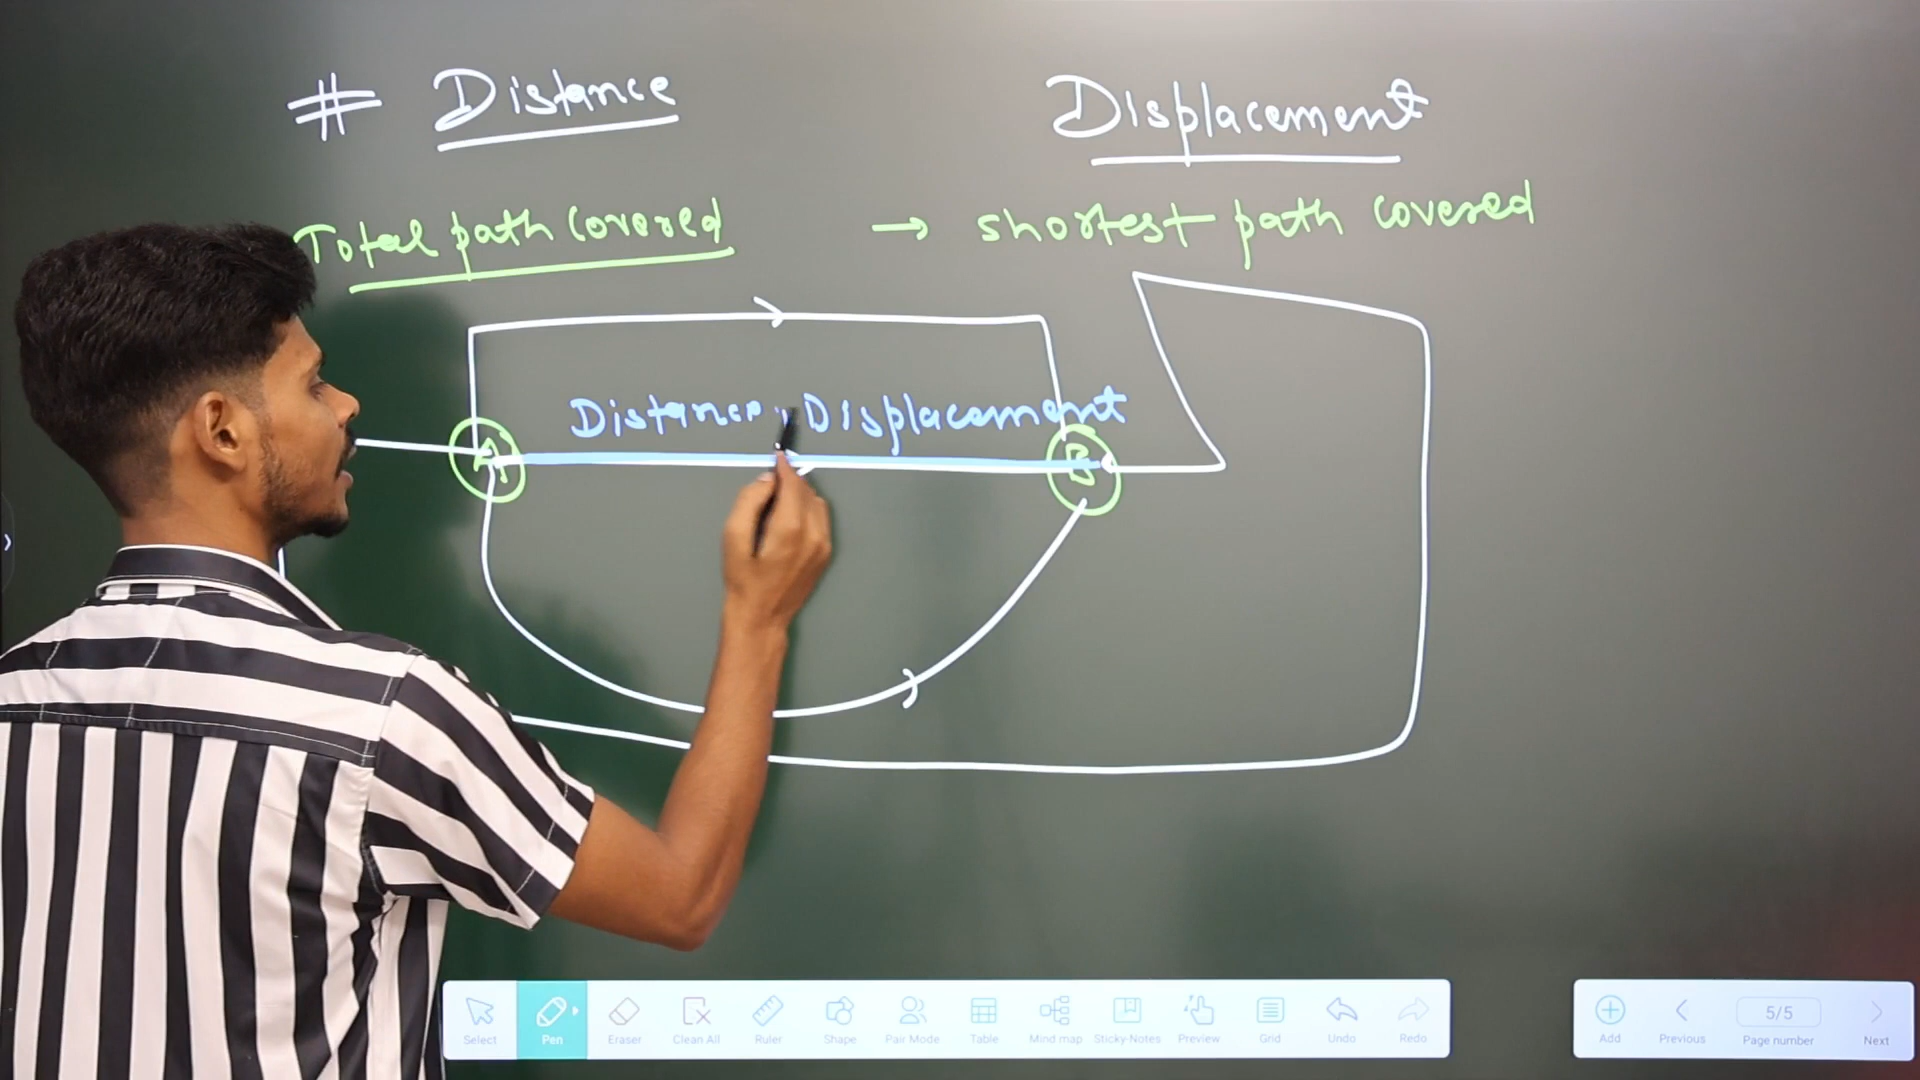 # Distance Displacement
Total path covered → shortest path covered
Distance Displacement
A B
Select Pen Eraser Clean All Ruler Shape Pair Mode Table Mind map Sticky-Notes Preview Grid Undo Redo Add Previous 5/5 Page number Next